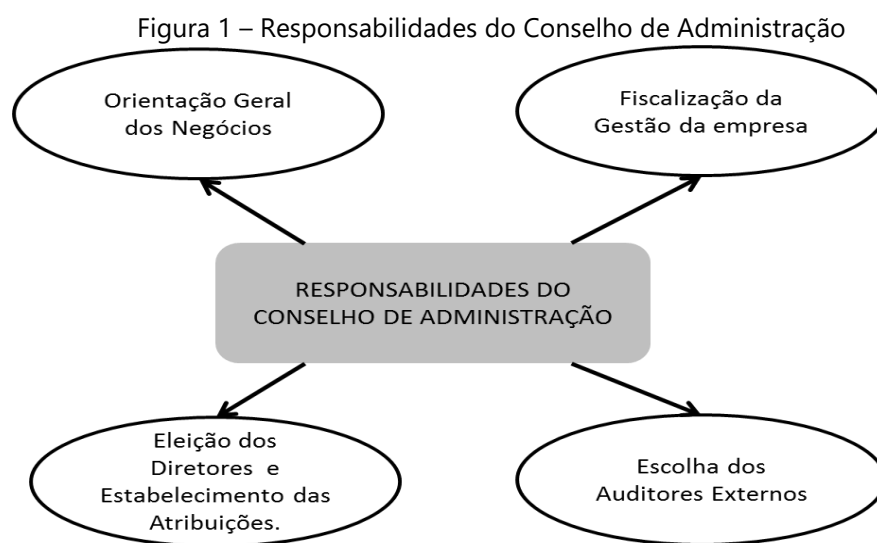 Figura 1 – Responsabilidades do Conselho de Administração
Orientação Geral
dos Negócios
Fiscalização da
Gestão da empresa
RESPONSABILIDADES DO
CONSELHO DE ADMINISTRAÇÃO
Eleição dos
Diretores e
Estabelecimento das
Atribuições.
Escolha dos
Auditores Externos